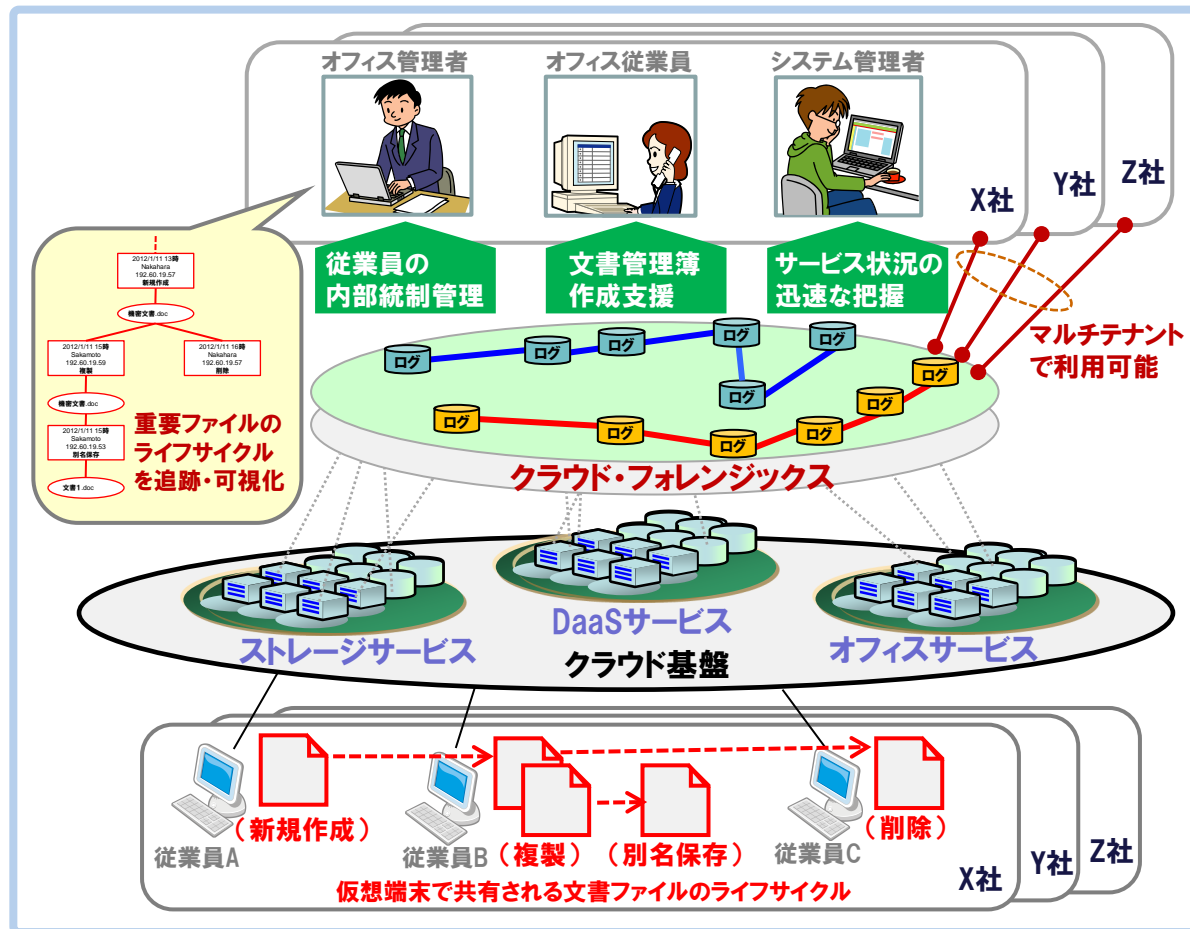 オフィス管理者
オフィス従業員
システム管理者
X社
Y社
Z社
従業員の
内部統制管理
文書管理簿
作成支援
サービス状況の
迅速な把握
マルチテナント
で利用可能
2012/1/11 13時
Nakahara
192.60.19.57
新規作成
機密文書.doc
2012/1/11 15時
Sakamoto
192.60.19.59
複製
2012/1/11 16時
Nakahara
192.60.19.57
削除
機密文書.doc
2012/1/11 15時
Sakamoto
192.60.19.53
別名保存
文書1.doc
重要ファイルの
ライフサイクル
を追跡・可視化
ログ
ログ
ログ
ログ
ログ
ログ
ログ
ログ
ログ
ログ
ログ
ログ
クラウド・フォレンジックス
ストレージサービス
DaaSサービス
オフィスサービス
クラウド基盤
従業員A
（新規作成）
従業員B
（複製）
（別名保存）
従業員C
（削除）
X社
Y社
Z社
仮想端末で共有される文書ファイルのライフサイクル